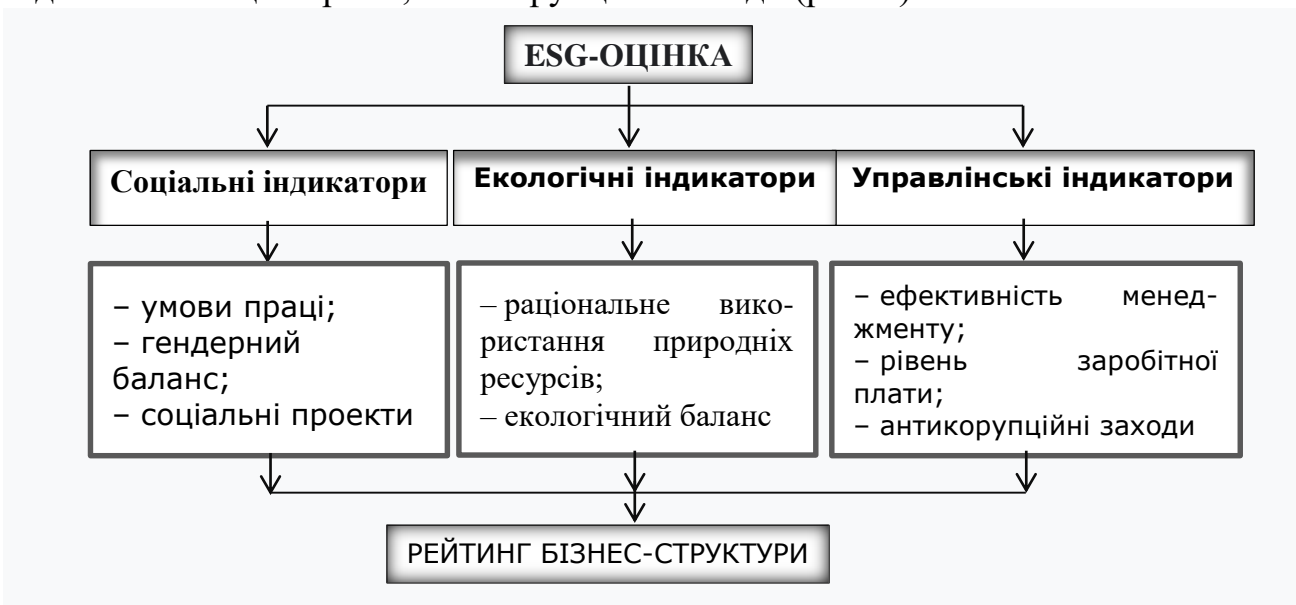 ESG-ОЦІНКА
Соціальні індикатори
Екологічні індикатори
Управлінські індикатори
– умови праці;
– гендерний
баланс;
– соціальні проекти
– раціональне вико-
ристання природніх
ресурсів;
– екологічний баланс
– ефективність менед-
жменту;
– рівень заробітної
плати;
– антикорупційні заходи
РЕЙТИНГ БІЗНЕС-СТРУКТУРИ